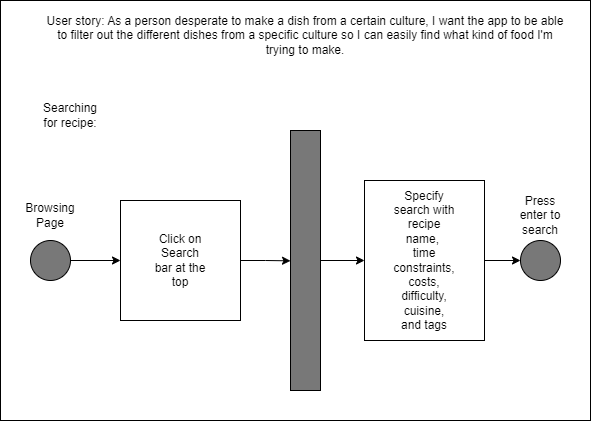 User story: As a person desperate to make a dish from a certain culture, I want the app to be able
to filter out the different dishes from a specific culture so I can easily find what kind of food I'm
trying to make.
Searching
for recipe:
Browsing
Page
Click on
Search
bar at the
top
Specify
search with
recipe
name,
time
constraints,
costs,
difficulty,
cuisine,
and tags
Press
enter to
search